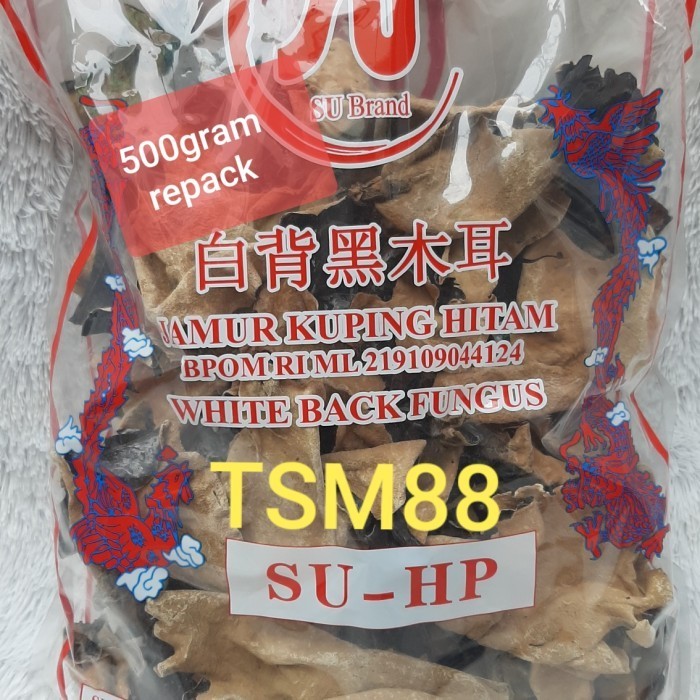 SU Brand
500gram
repack
白背黑木耳
JAMUR KUPING HITAM
BPOM RI ML 219109044124
WHITE BACK FUNGUS
TSM88
SU-HP